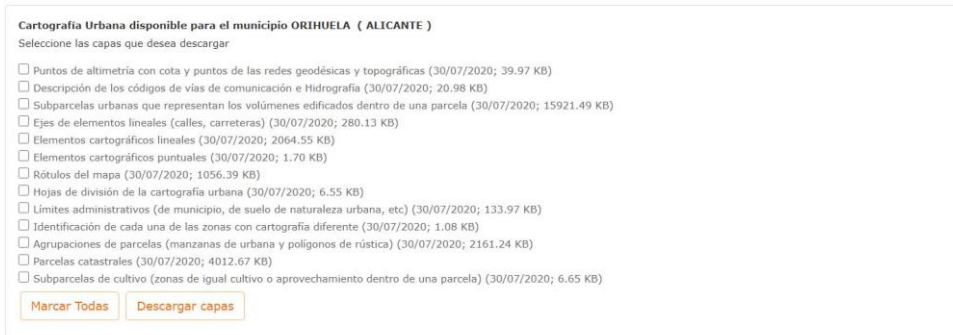 Cartografía Urbana disponible para el municipio ORIHUELA ( ALICANTE )
Seleccione las capas que desea descargar
Puntos de altimetría con cota y puntos de las redes geodésicas y topográficas (30/07/2020; 39.97 KB)
Descripción de los códigos de vías de comunicación e Hidrografía (30/07/2020; 20.98 KB)
Subparcelas urbanas que representan los volúmenes edificados dentro de una parcela (30/07/2020; 15921.49 KB)
Ejes de elementos lineales (calles, carreteras) (30/07/2020; 280.13 KB)
Elementos cartográficos lineales (30/07/2020; 2064.55 KB)
Elementos cartográficos puntuales (30/07/2020; 1.70 KB)
Rótulos del mapa (30/07/2020; 1056.39 KB)
Hojas de división de la cartografía urbana (30/07/2020; 6.55 KB)
Límites administrativos (de municipio, de suelo de naturaleza urbana, etc) (30/07/2020; 133.97 KB)
Identificación de cada una de las zonas con cartografía diferente (30/07/2020; 1.08 KB)
Agrupaciones de parcelas (manzanas de urbana y polígonos de rústica) (30/07/2020; 2161.24 KB)
Parcelas catastrales (30/07/2020; 4012.67 KB)
Subparcelas de cultivo (zonas de igual cultivo o aprovechamiento dentro de una parcela) (30/07/2020; 6.65 KB)
Marcar Todas Descargar capas